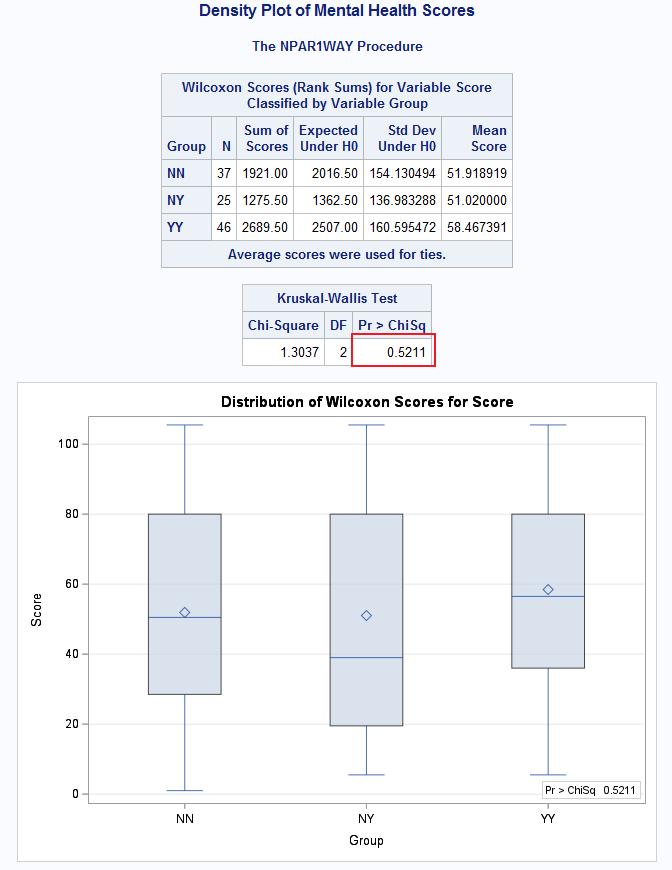 Density Plot of Mental Health Scores
The NPAR1WAY Procedure
Wilcoxon Scores (Rank Sums) for Variable Score
Classified by Variable Group
Group N Sum of Scores Expected Under H0 Std Dev Under H0 Mean Score
NN 37 1921.00 2016.50 154.130494 51.918919
NY 25 1275.50 1362.50 136.983288 51.020000
YY 46 2689.50 2507.00 160.595472 58.467391
Average scores were used for ties.
Kruskal-Wallis Test
Chi-Square DF Pr > ChiSq
1.3037 2 0.5211
Distribution of Wilcoxon Scores for Score
100
80
60
40
20
0
Score
Pr > ChiSq 0.5211
NN NY YY
Group